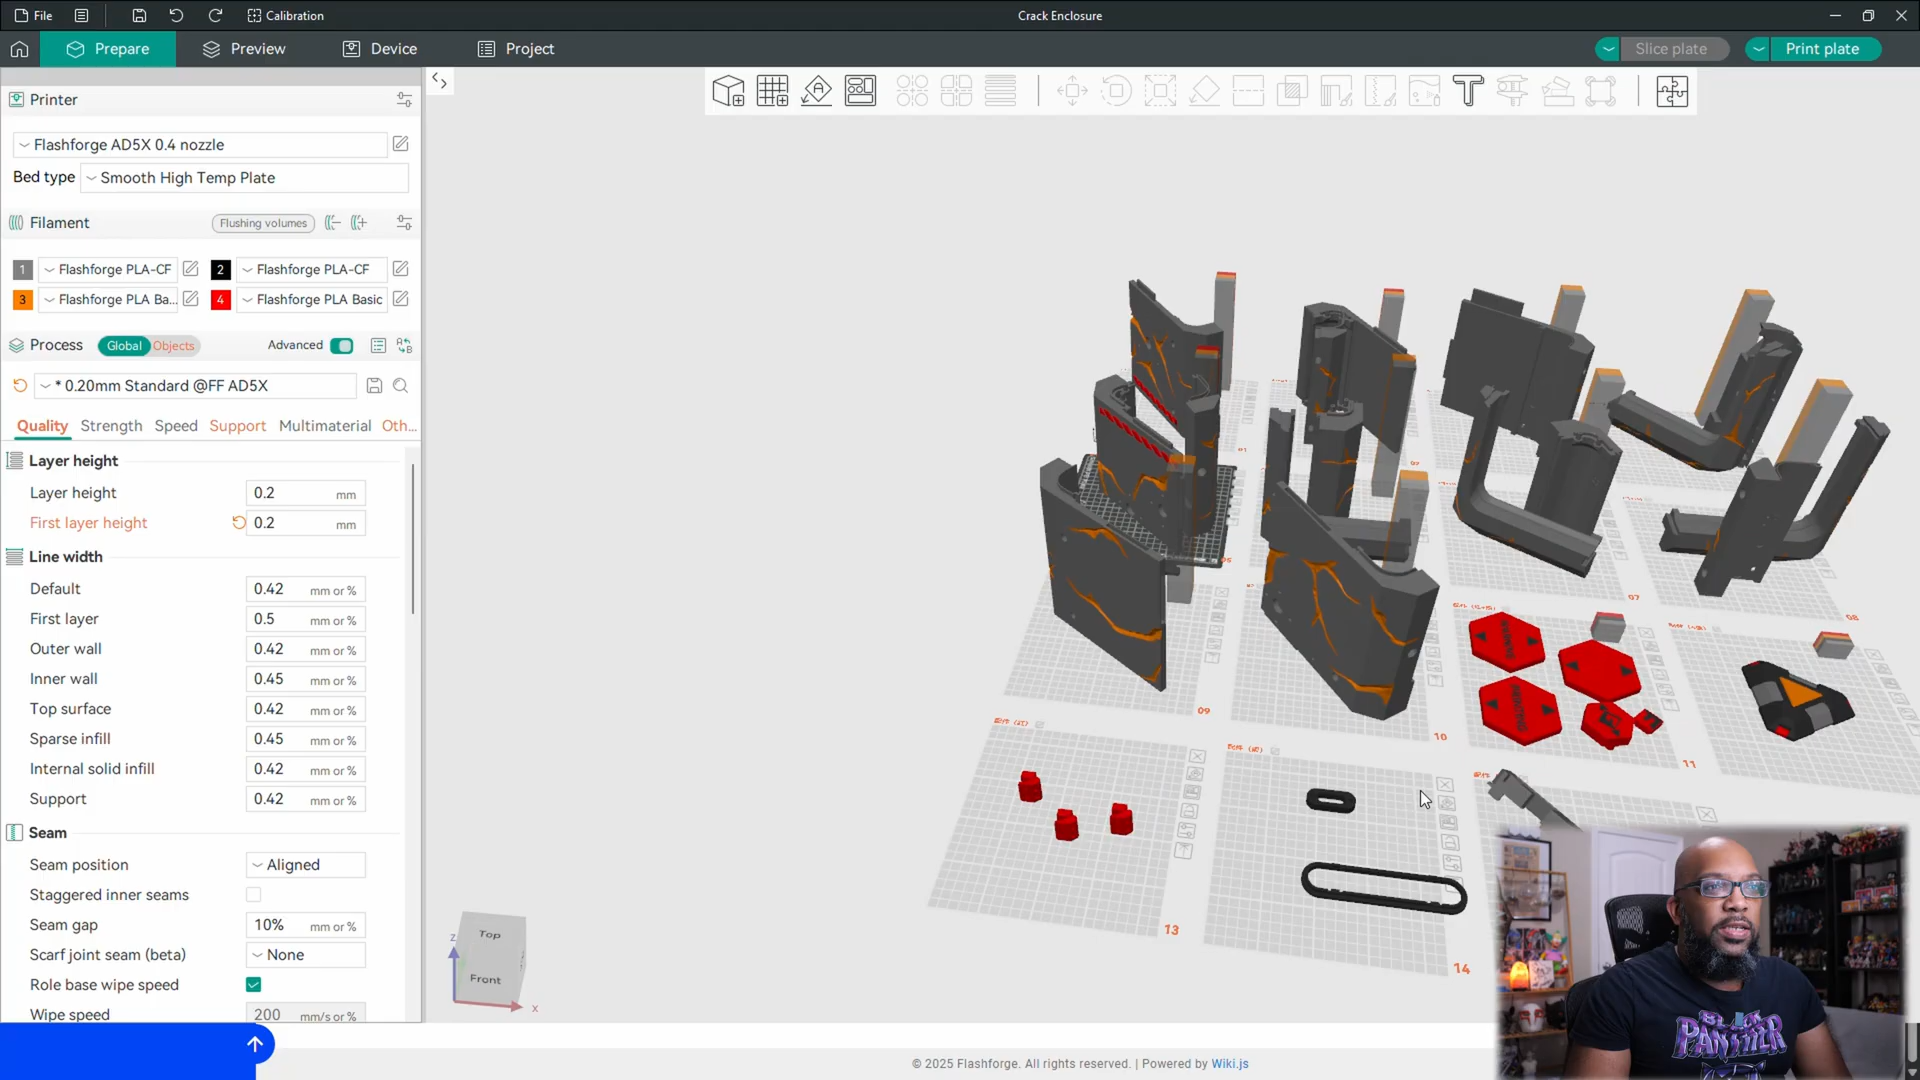 File
Calibration
Crack Enclosure
Prepare
Preview
Device
Project
Slice plate
Print plate
Printer
Flashforge AD5X 0.4 nozzle
Bed type
Smooth High Temp Plate
Filament
Flushing volumes
1
Flashforge PLA-CF
2
Flashforge PLA-CF
3
Flashforge PLA Ba...
4
Flashforge PLA Basic
Process
Global
Objects
Advanced
* 0.20mm Standard @FF AD5X
Quality
Strength
Speed
Support
Multimaterial
Oth...
Layer height
Layer height
0.2
mm
First layer height
0.2
mm
Line width
Default
0.42
mm or %
First layer
0.5
mm or %
Outer wall
0.42
mm or %
Inner wall
0.45
mm or %
Top surface
0.42
mm or %
Sparse infill
0.45
mm or %
Internal solid infill
0.42
mm or %
Support
0.42
mm or %
Seam
Seam position
Aligned
Staggered inner seams
Seam gap
10%
mm or %
Scarf joint seam (beta)
None
Role base wipe speed
Wipe speed
200
mm/s or %
07
08
09
10
11
13
14
Top
Front
z
x
© 2025 Flashforge. All rights reserved. | Powered by Wiki.js
PANTHER